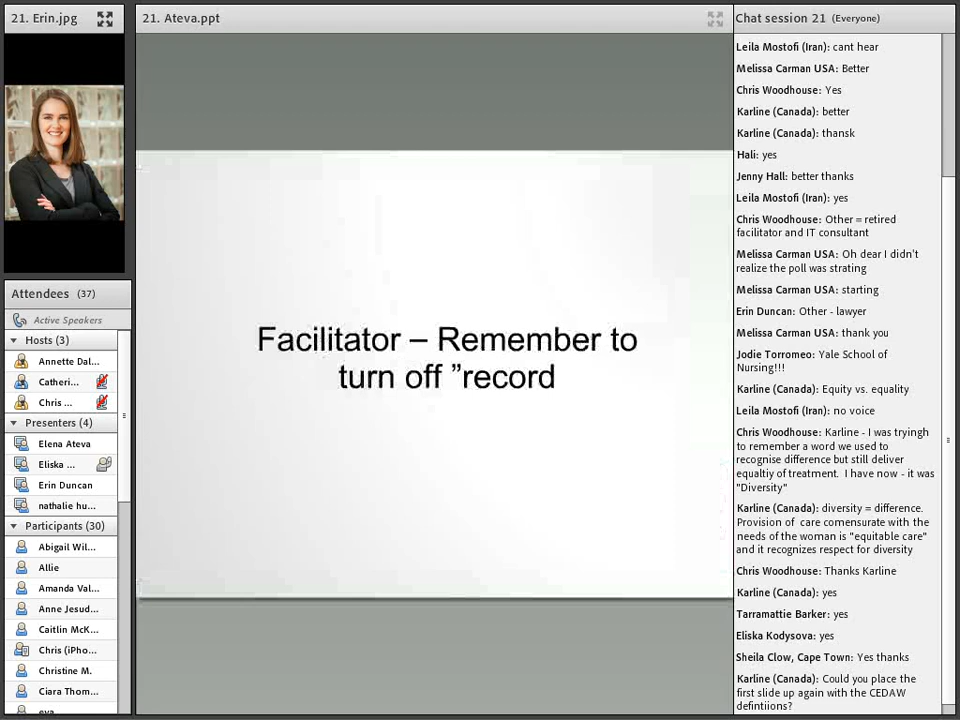 21. Erin.jpg
21. Ateva.ppt
Chat session 21 (Everyone)
Attendees (37)
Active Speakers
Hosts (3)
Annette Dal...
Catheri...
Chris ...
Presenters (4)
Elena Ateva
Eliska ...
Erin Duncan
nathalie hu...
Participants (30)
Abigail Wil...
Allie
Amanda Val...
Anne Jesud...
Caitlin McK...
Chris (iPho...
Christine M.
Ciara Thom...
eva
Facilitator – Remember to
turn off ”record
Leila Mostofi (Iran): cant hear
Melissa Carman USA: Better
Chris Woodhouse: Yes
Karline (Canada): better
Karline (Canada): thansk
Hali: yes
Jenny Hall: better thanks
Leila Mostofi (Iran): yes
Chris Woodhouse: Other = retired
facilitator and IT consultant
Melissa Carman USA: Oh dear I didn't
realize the poll was strating
Melissa Carman USA: starting
Erin Duncan: Other - lawyer
Melissa Carman USA: thank you
Jodie Torromeo: Yale School of
Nursing!!!
Karline (Canada): Equity vs. equality
Leila Mostofi (Iran): no voice
Chris Woodhouse: Karline - I was tryingh
to remember a word we used to
recognise difference but still deliver
equaltiy of treatment. I have now - it was
"Diversity"
Karline (Canada): diversity = difference.
Provision of care comensurate with the
needs of the woman is "equitable care"
and it recognizes respect for diversity
Chris Woodhouse: Thanks Karline
Karline (Canada): yes
Tarramattie Barker: yes
Eliska Kodysova: yes
Sheila Clow, Cape Town: Yes thanks
Karline (Canada): Could you place the
first slide up again with the CEDAW
defintiions?